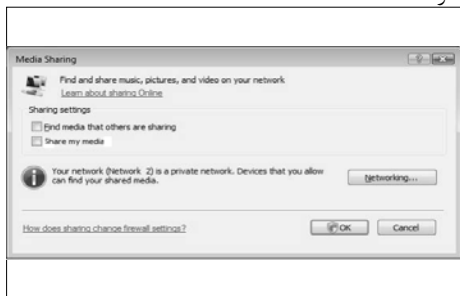 Media Sharing
Find and share music, pictures, and video on your network
Learn about sharing Online
Sharing settings
Find media that others are sharing
Share my media
Your network (Network 2) is a private network. Devices that you allow
can find your shared media.
Networking...
How does sharing change firewall settings?
OK
Cancel